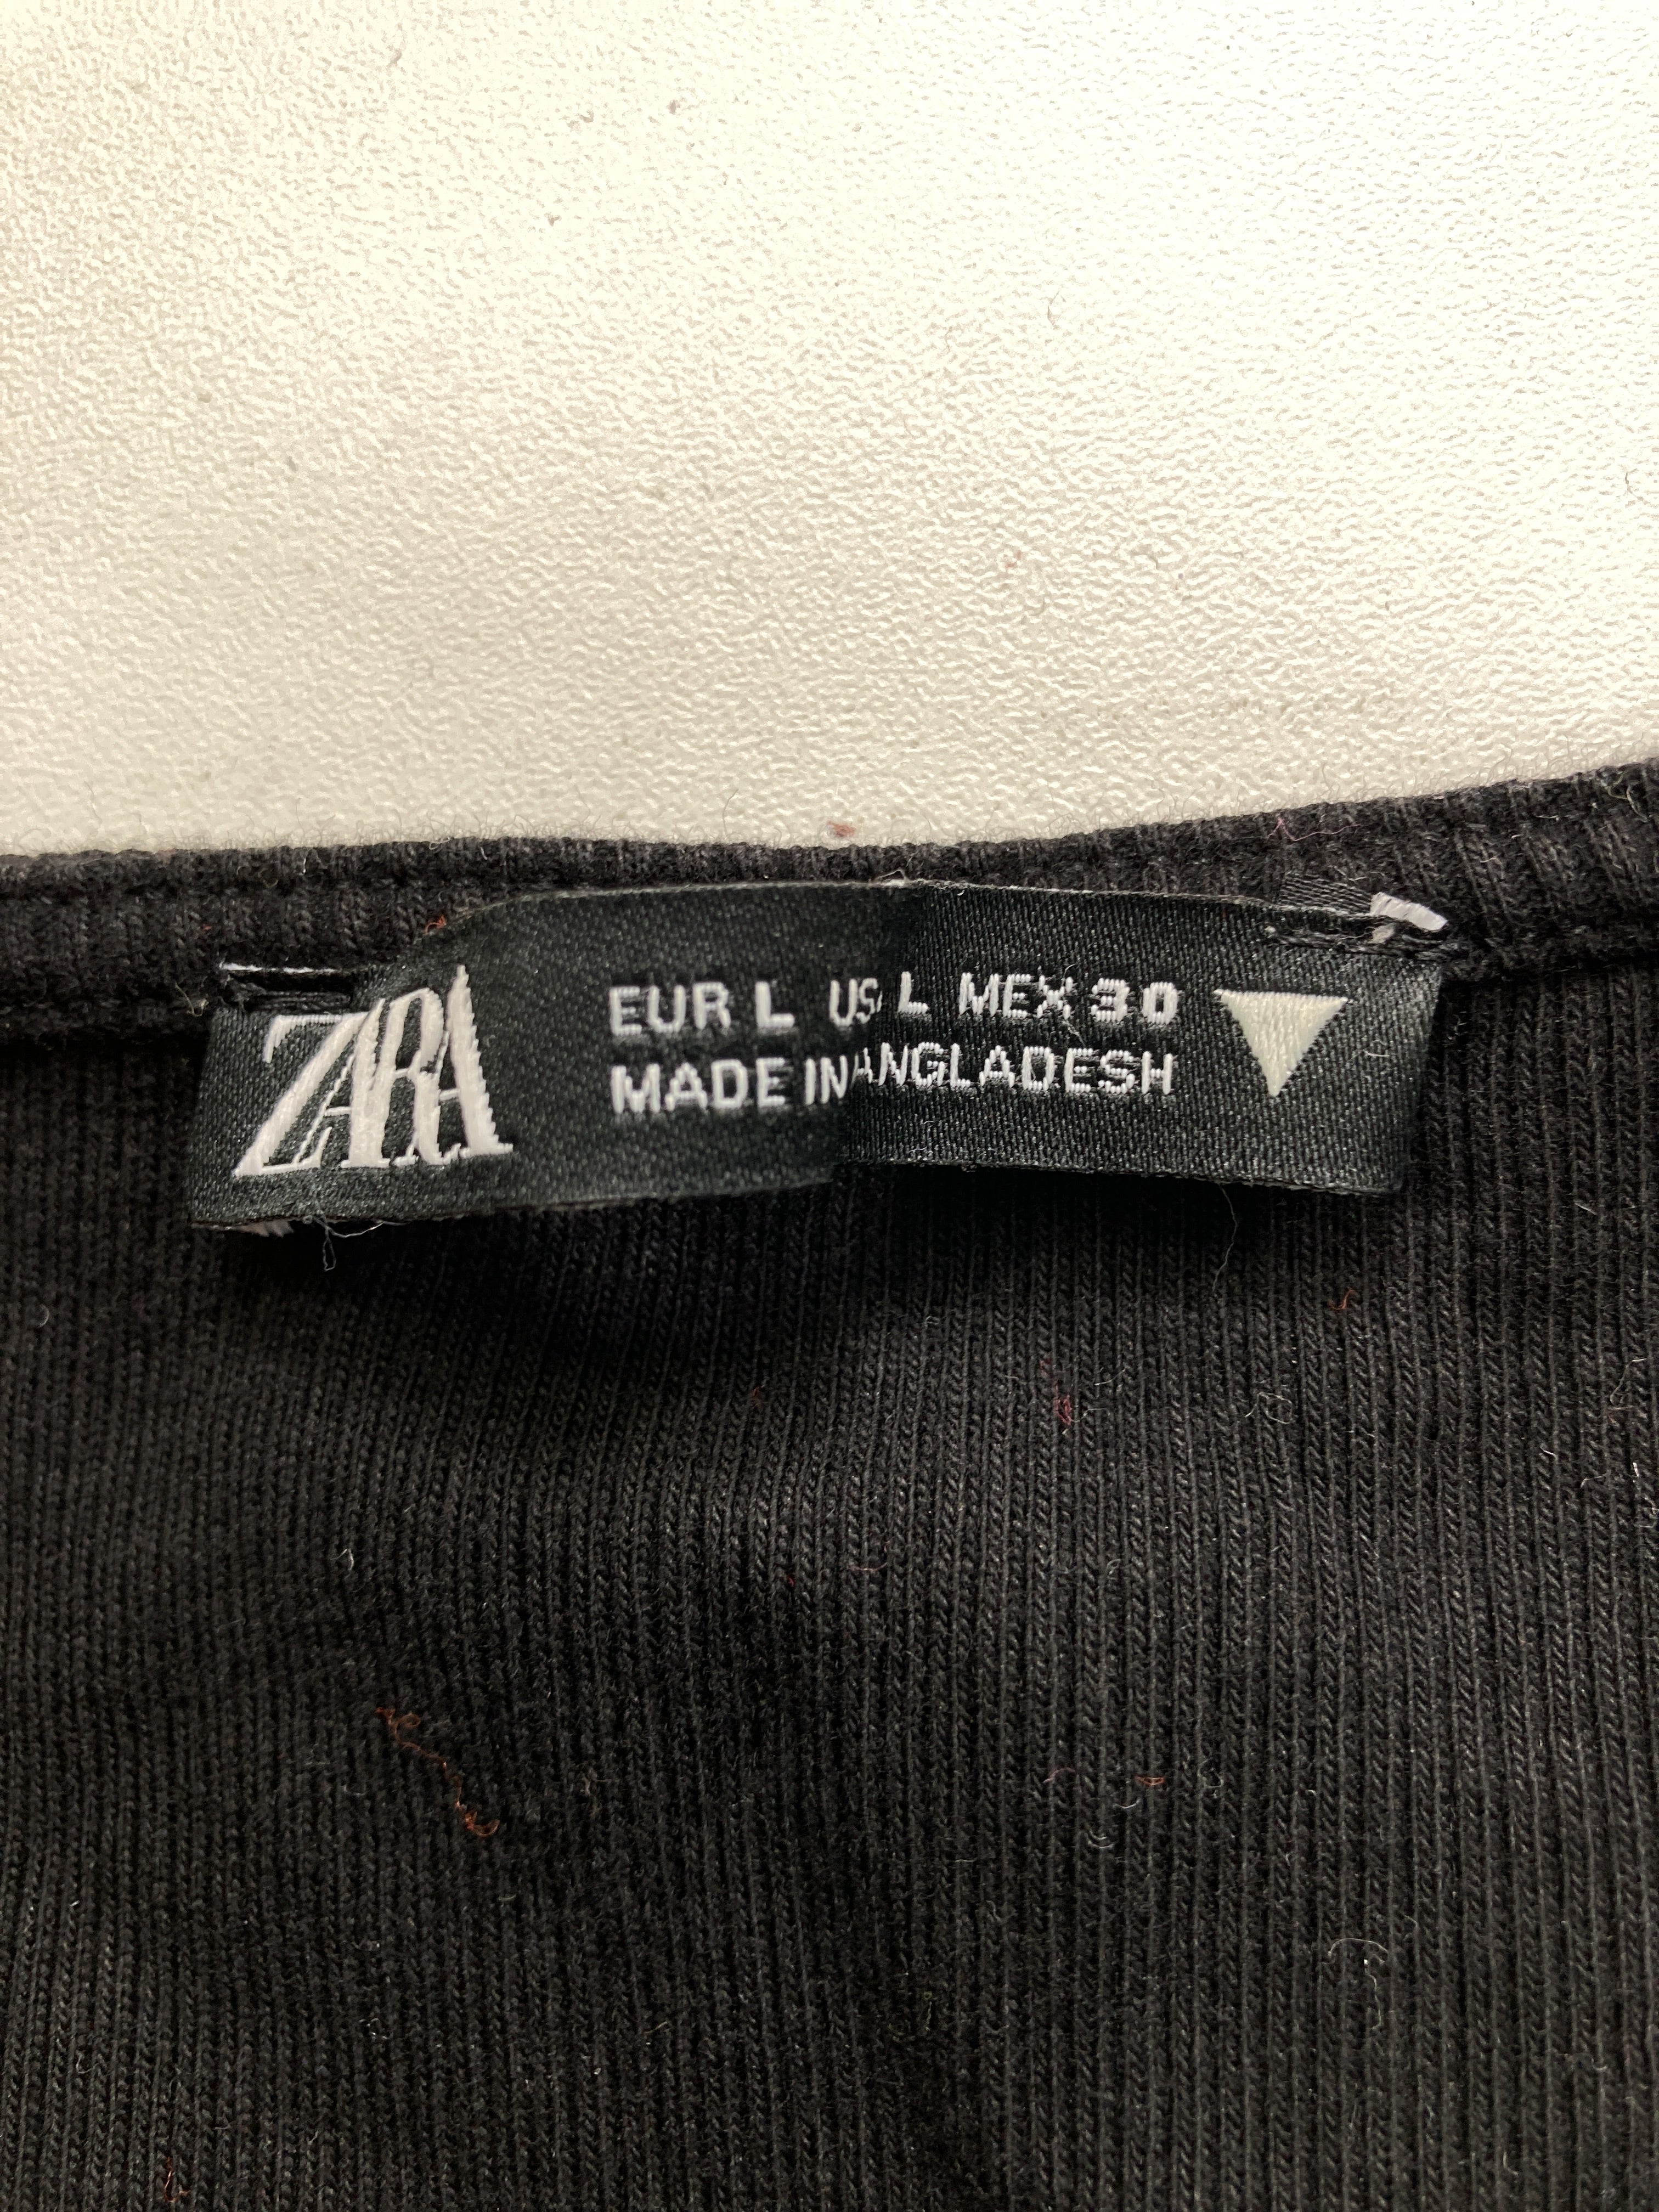 ZARA
EUR L US L MEX 30
MADE IN BANGLADESH